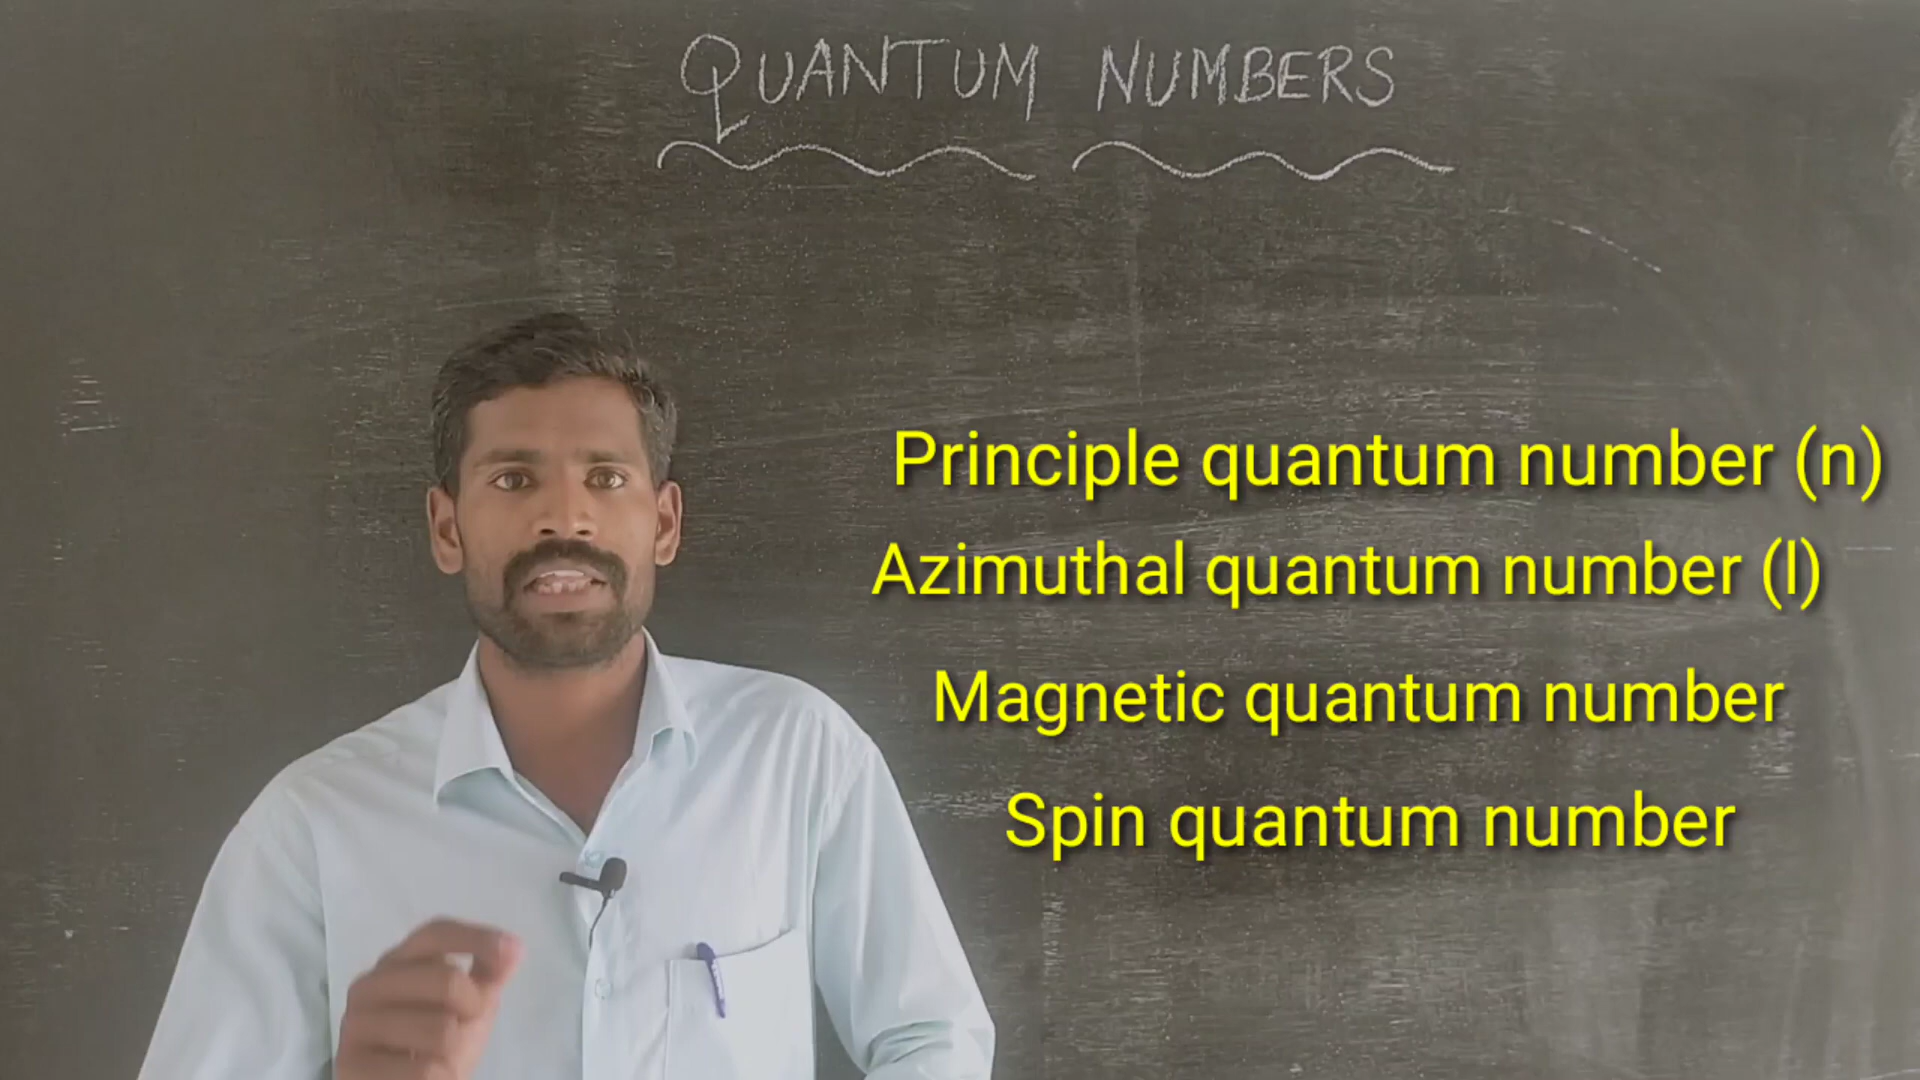 QUANTUM NUMBERS
Principle quantum number (n)
Azimuthal quantum number (l)
Magnetic quantum number
Spin quantum number